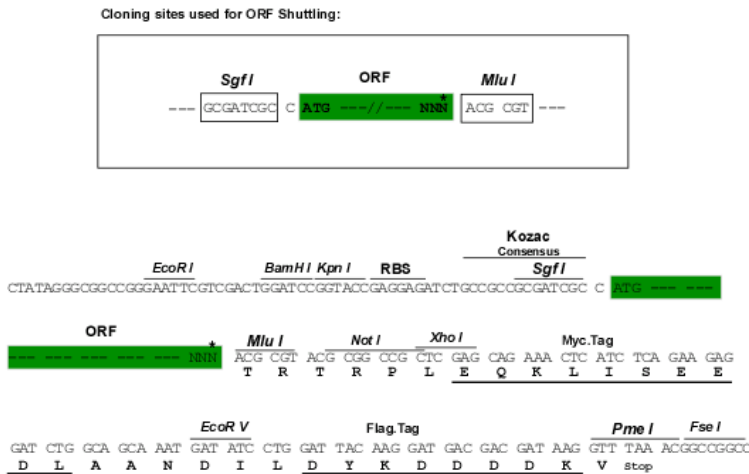 Cloning sites used for ORF Shuttling:
Sgf I ORF Mlu I
--- GCGATCGC C ATG ---//--- NNN* ACG CGT ---
Kozac
Consensus
EcoR I BamH I Kpn I RBS Sgf I
CTATAGGGCGGCCGGGAATTCGTCGACTGGATCCGGTACCGAGGAGATCTGCCGCCGCGATCGC C ATG --- ---
ORF Mlu I Not I Xho I Myc.Tag
--- --- --- --- --- NNN* ACG CGT ACG CGG CCG CTC GAG CAG AAA CTC ATC TCA GAA GAG
T R T R P L E Q K L I S E E
EcoR V Flag.Tag Pme I Fse I
GAT CTG GCA GCA AAT GAT ATC CTG GAT TAC AAG GAT GAC GAC GAT AAG GTT TAA ACGGCCGGCC
D L A A N D I L D Y K D D D D K V Stop